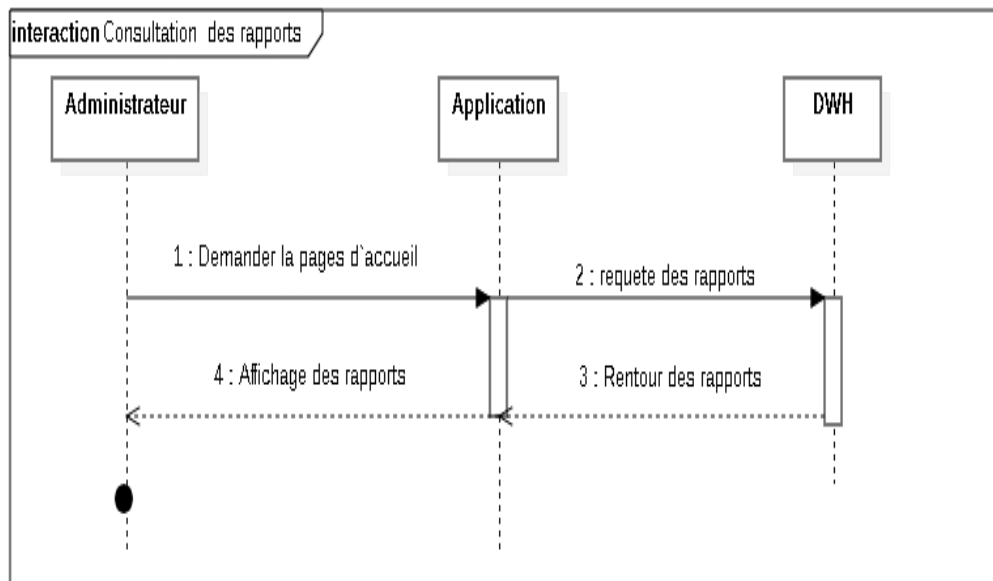 interaction Consultation des rapports
Administrateur
Application
DWH
1 : Demander la pages d`accueil
2 : requete des rapports
4 : Affichage des rapports
3 : Rentour des rapports